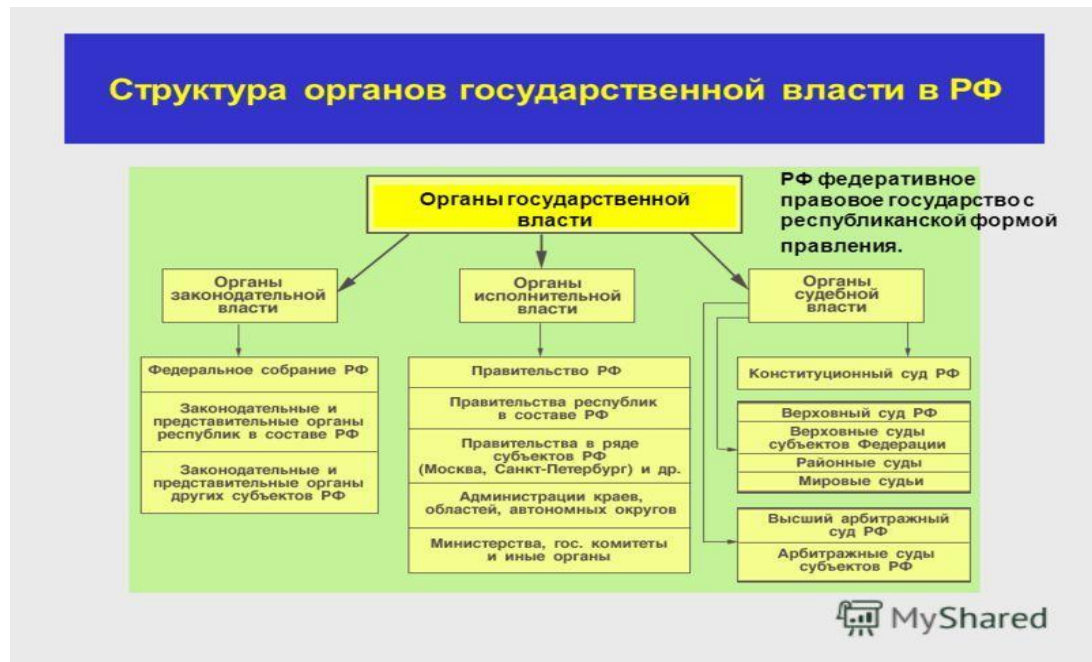 Структура органов государственной власти в РФ
РФ федеративное
правовое государство с
республиканской формой
правления.
Органы государственной
власти
Органы
законодательной
власти
Федеральное собрание РФ
Законодательные и
представительные органы
республик в составе РФ
Законодательные и
представительные органы
других субъектов РФ
Органы
исполнительной
власти
Правительство РФ
Правительства республик
в составе РФ
Правительства в ряде
субъектов РФ
(Москва, Санкт-Петербург) и др.
Администрации краев,
областей, автономных округов
Министерства, гос. комитеты
и иные органы
Органы
судебной
власти
Конституционный суд РФ
Верховный суд РФ
Верховные суды
субъектов Федерации
Районные суды
Мировые судьи
Высший арбитражный
суд РФ
Арбитражные суды
субъектов РФ
MyShared